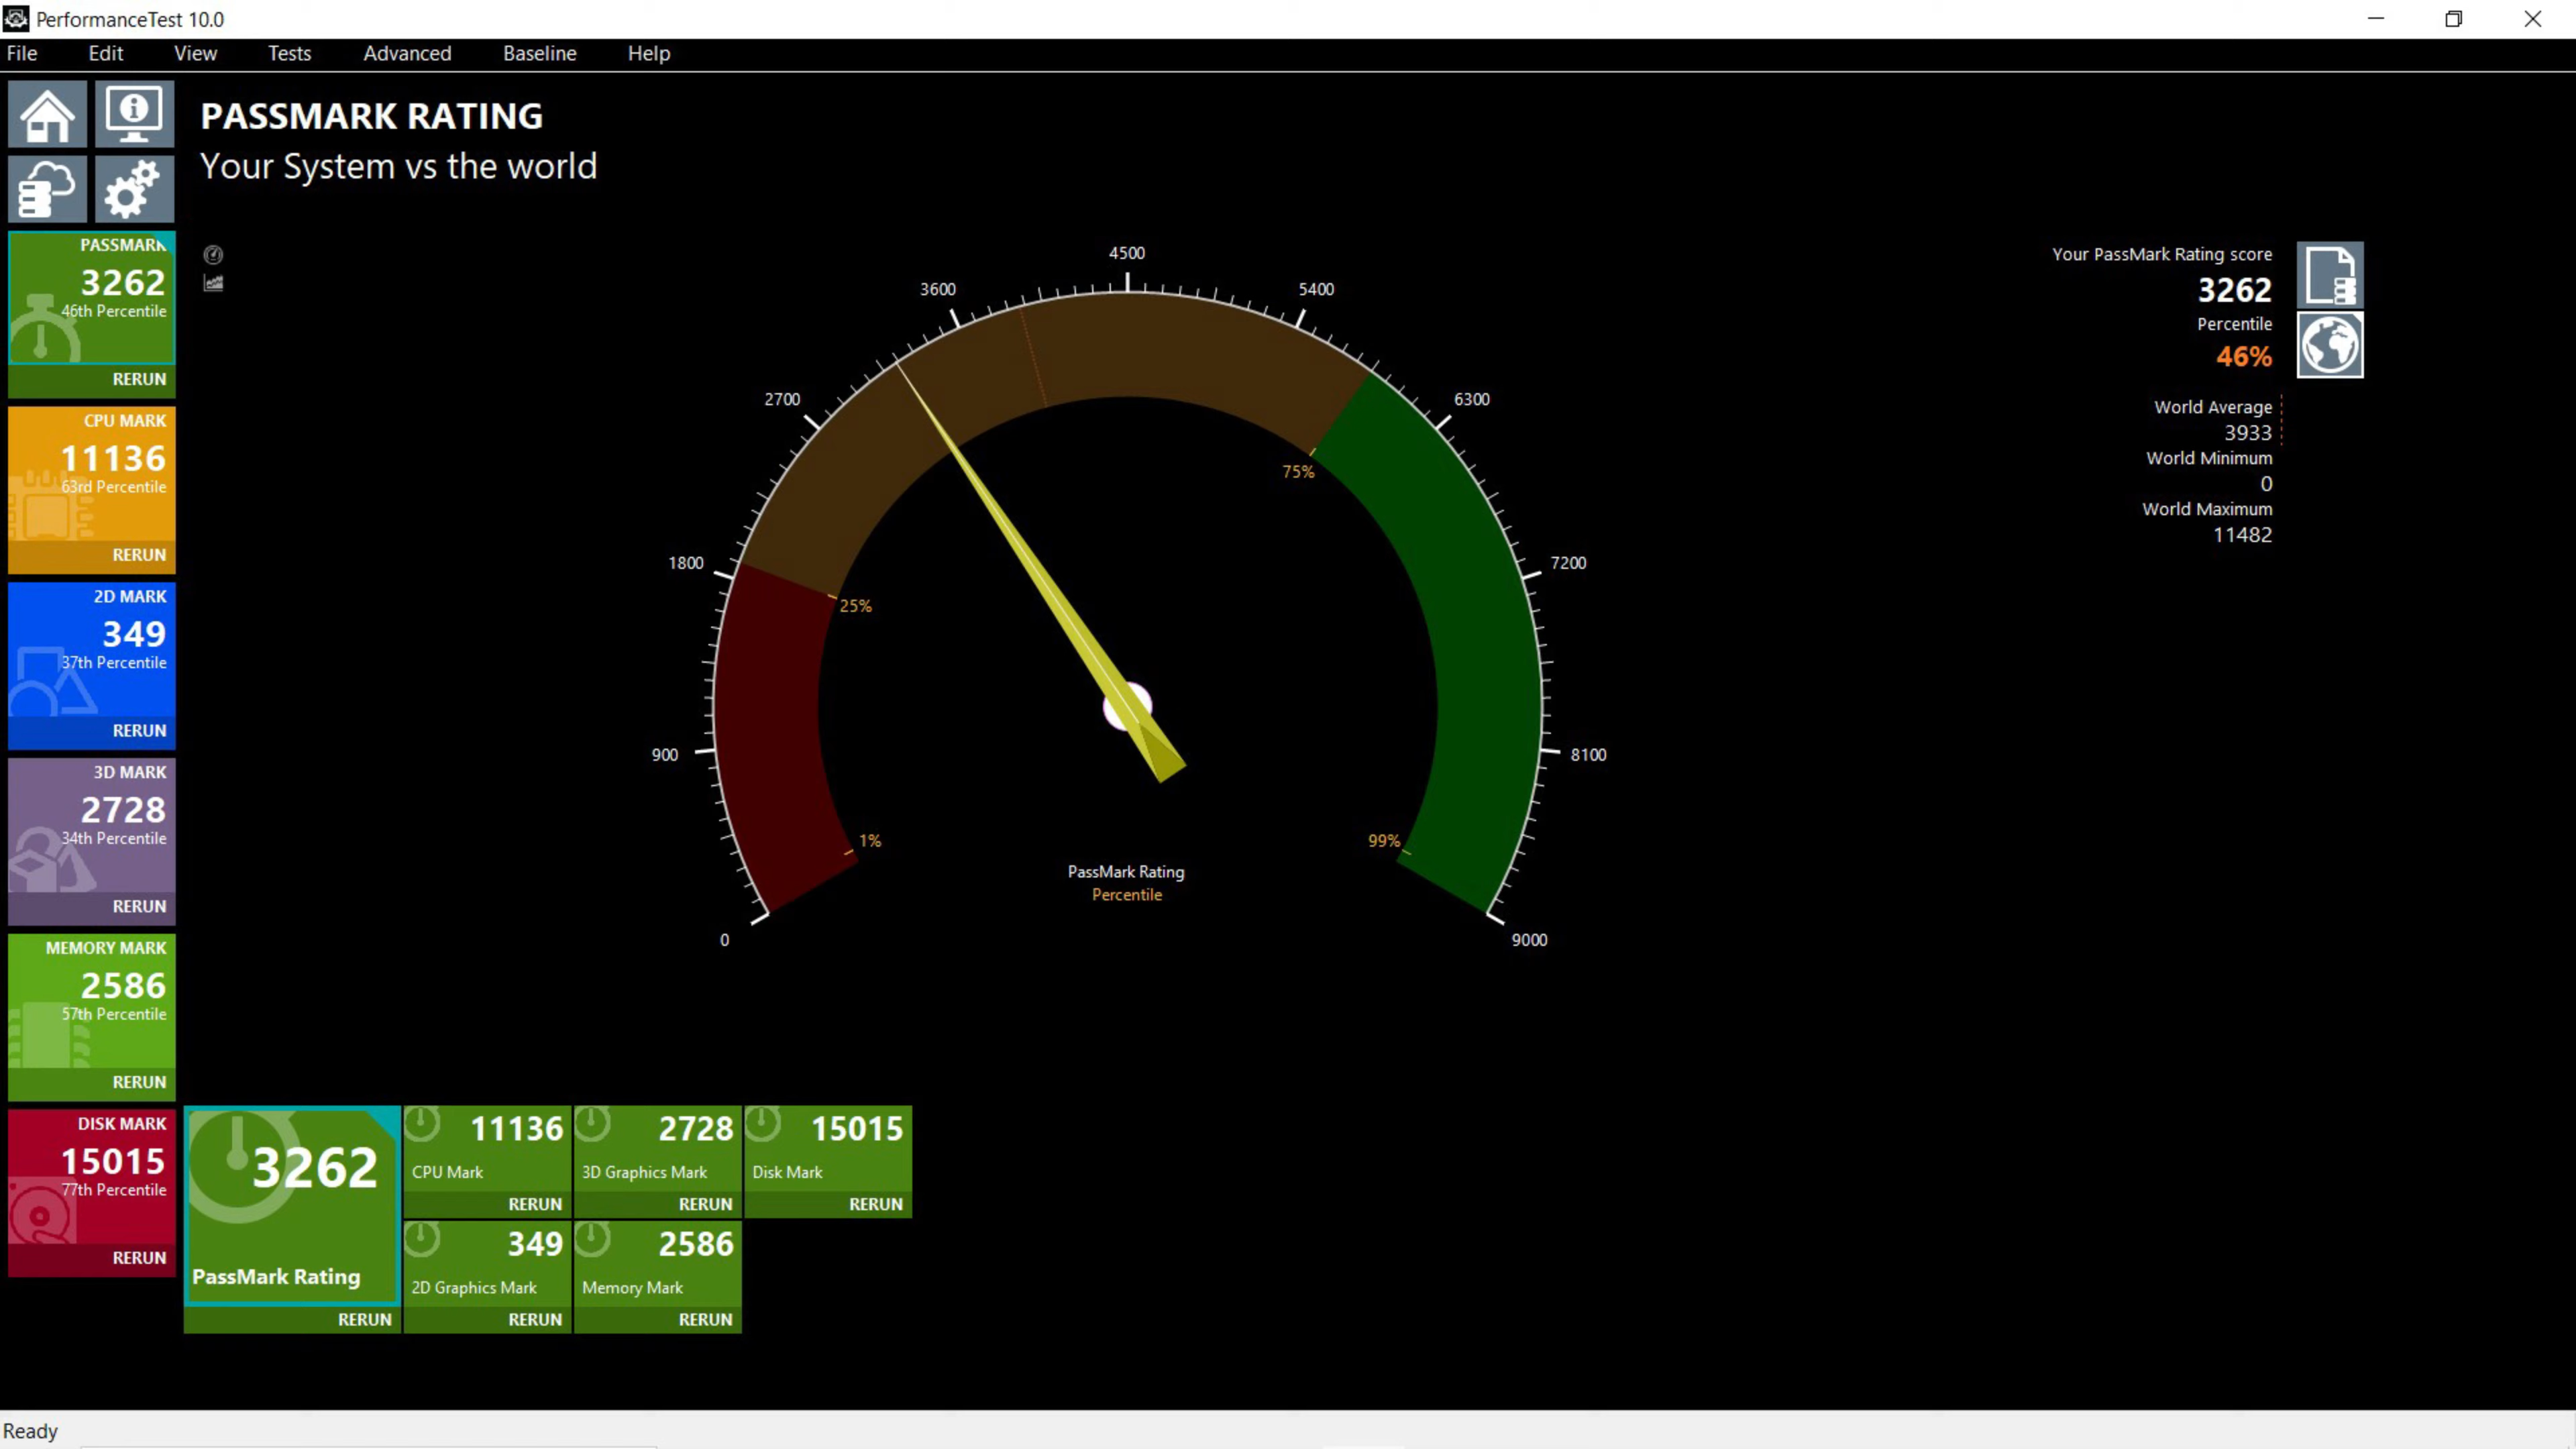 PerformanceTest 10.0
File Edit View Tests Advanced Baseline Help
PASSMARK RATING
Your System vs the world
PASSMARK
3262
46th Percentile
RERUN
CPU MARK
11136
63rd Percentile
RERUN
2D MARK
349
37th Percentile
RERUN
3D MARK
2728
34th Percentile
RERUN
MEMORY MARK
2586
57th Percentile
RERUN
DISK MARK
15015
77th Percentile
RERUN
0
900
1800
2700
3600
4500
5400
6300
7200
8100
9000
1%
25%
75%
99%
PassMark Rating
Percentile
Your PassMark Rating score
3262
Percentile
46%
World Average
3933
World Minimum
0
World Maximum
11482
3262
PassMark Rating
RERUN
11136
CPU Mark
RERUN
2728
3D Graphics Mark
RERUN
15015
Disk Mark
RERUN
349
2D Graphics Mark
RERUN
2586
Memory Mark
RERUN
Ready